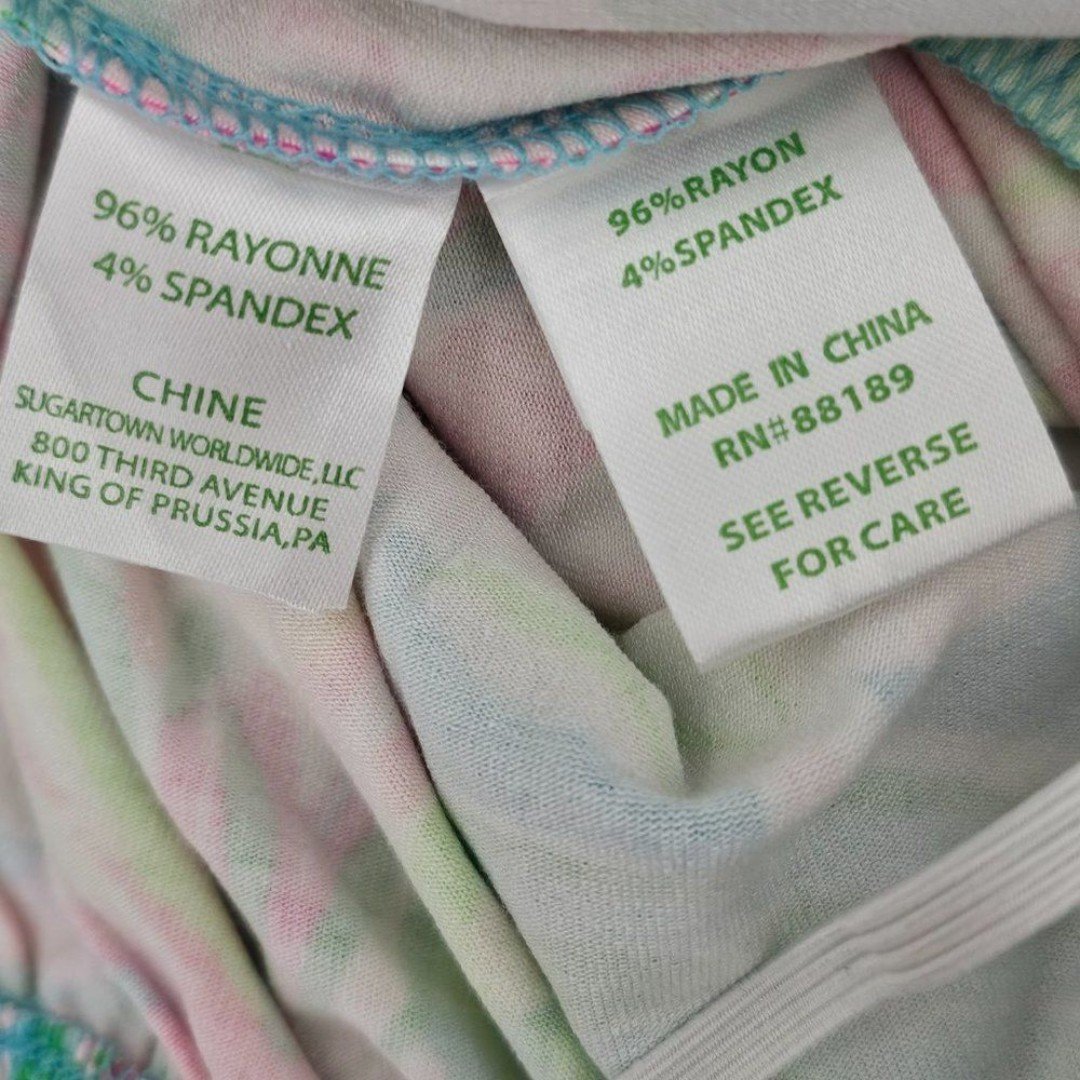 96% RAYONNE
4% SPANDEX
CHINE
SUGARTOWN WORLDWIDE,LLC
800 THIRD AVENUE
KING OF PRUSSIA,PA
96%RAYON
4%SPANDEX
MADE IN CHINA
RN#88189
SEE REVERSE
FOR CARE